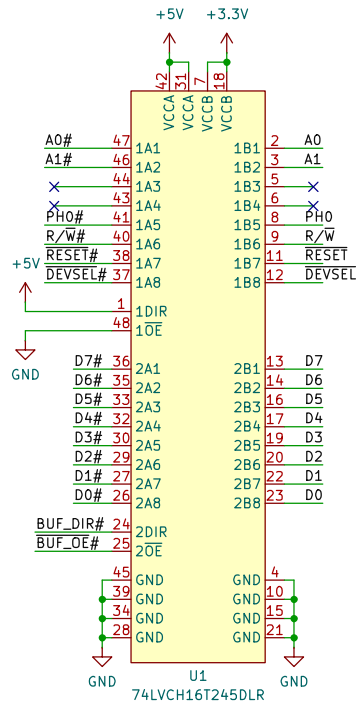 +5V +3.3V
42 31 7 18
VCCA VCCA VCCB VCCB
A0# 47 1A1 1B1 2 A0
A1# 46 1A2 1B2 3 A1
44 1A3 1B3 5
43 1A4 1B4 6
PH0# 41 1A5 1B5 8 PH0
R/W# 40 1A6 1B6 9 R/W
RESET# 38 1A7 1B7 11 RESET
DEVSEL# 37 1A8 1B8 12 DEVSEL
+5V
1 1DIR
48 1OE
GND
D7# 36 2A1 2B1 13 D7
D6# 35 2A2 2B2 14 D6
D5# 33 2A3 2B3 16 D5
D4# 32 2A4 2B4 17 D4
D3# 30 2A5 2B5 19 D3
D2# 29 2A6 2B6 20 D2
D1# 27 2A7 2B7 22 D1
D0# 26 2A8 2B8 23 D0
BUF_DIR# 24 2DIR
BUF_OE# 25 2OE
45 GND GND 4
39 GND GND 10
34 GND GND 15
28 GND GND 21
GND GND
U1
74LVCH16T245DLR